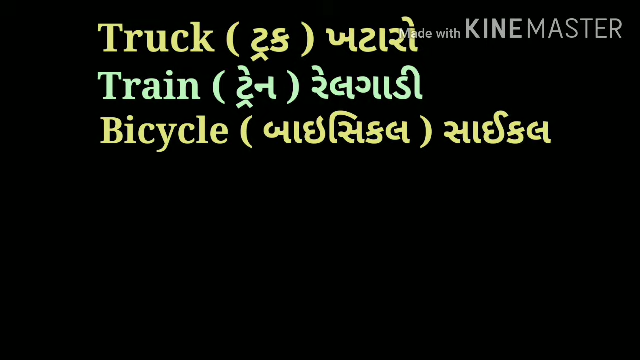 Truck ( ટ્રક ) ખટારો
Made with KINEMASTER
Train ( ટ્રેન ) રેલગાડી
Bicycle ( બાઇસિકલ ) સાઈકલ